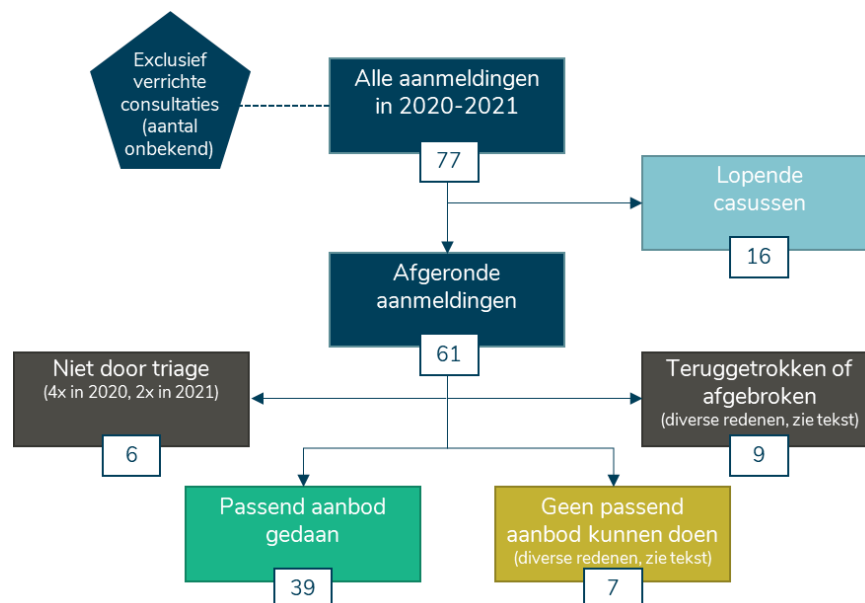 Exclusief
verrichte
consultaties
(aantal
onbekend)
Alle aanmeldingen
in 2020-2021
77
Lopende
casussen
16
Afgeronde
aanmeldingen
61
Niet door triage
(4x in 2020, 2x in 2021)
6
Teruggetrokken of
afgebroken
(diverse redenen, zie tekst)
9
Passend aanbod
gedaan
39
Geen passend
aanbod kunnen doen
(diverse redenen, zie tekst)
7